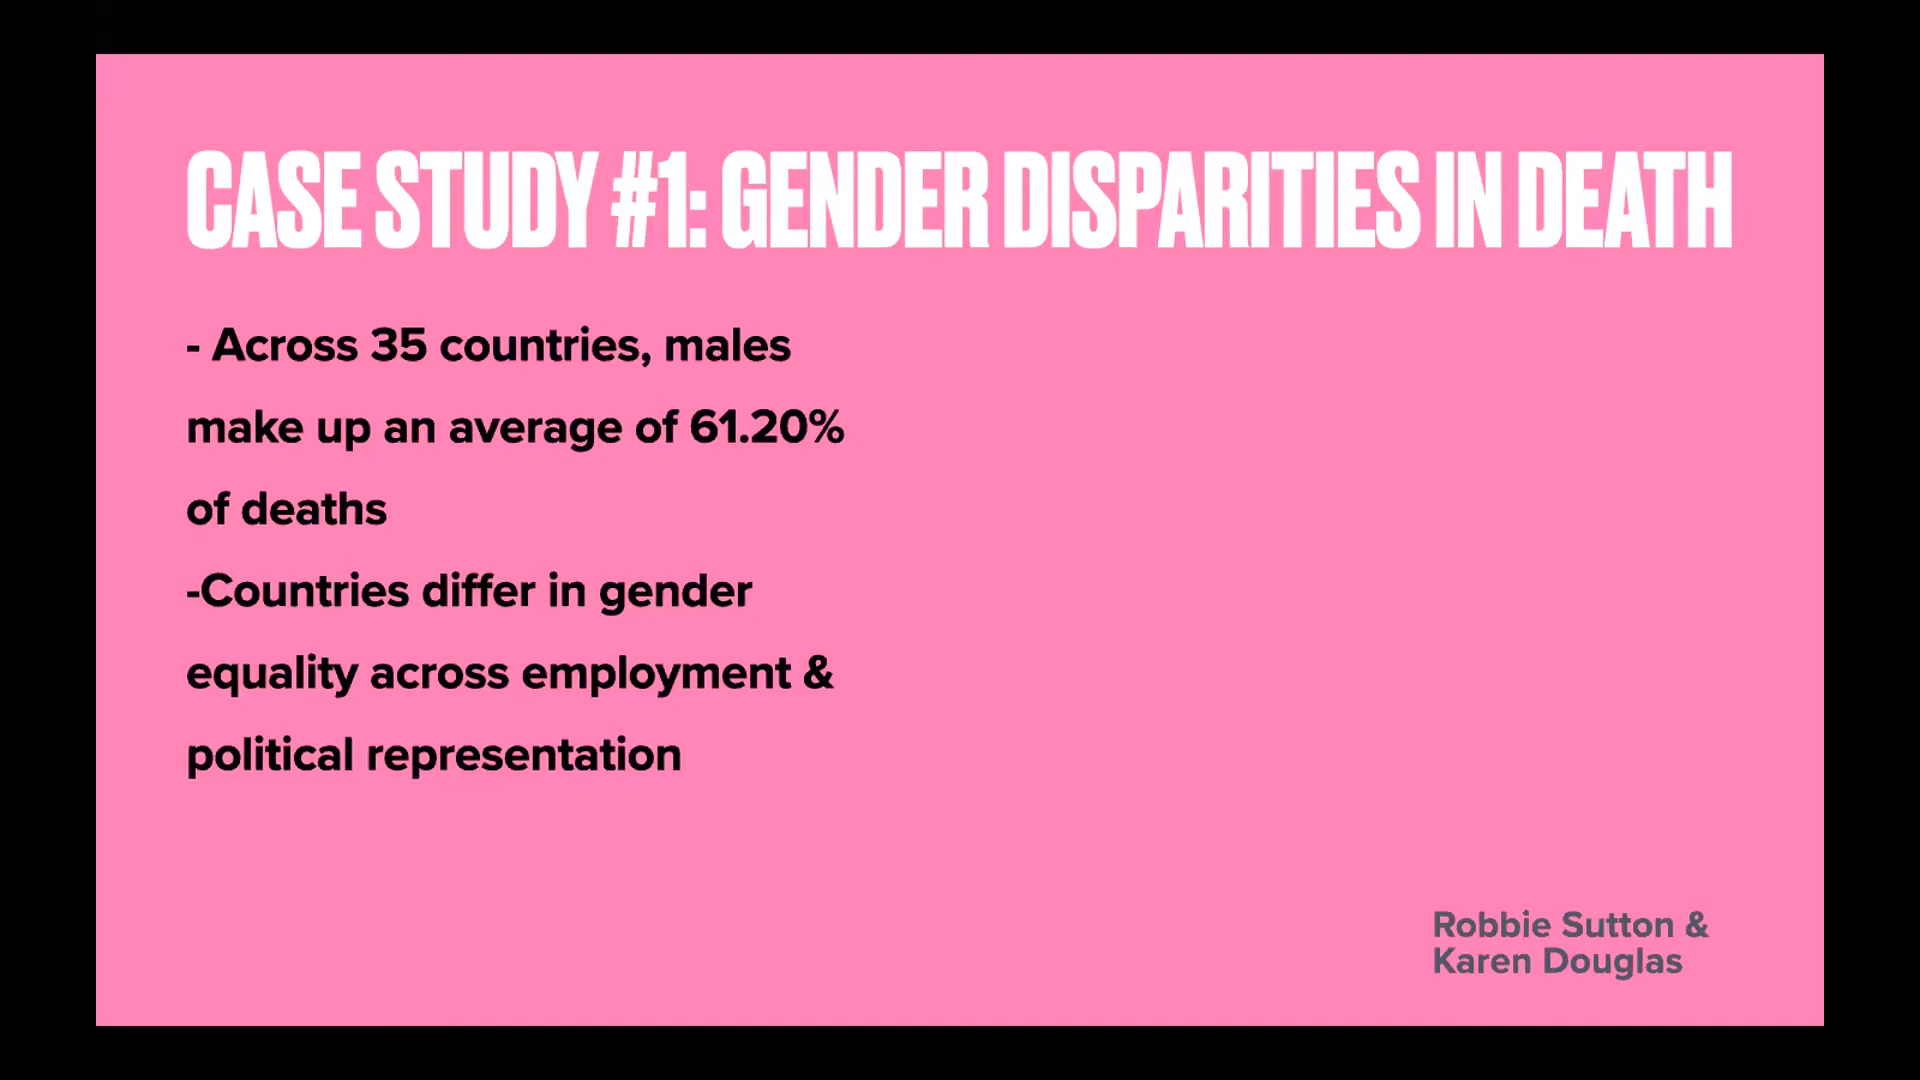 CASE STUDY #1: GENDER DISPARITIES IN DEATH
- Across 35 countries, males
make up an average of 61.20%
of deaths
-Countries differ in gender
equality across employment &
political representation
Robbie Sutton &
Karen Douglas